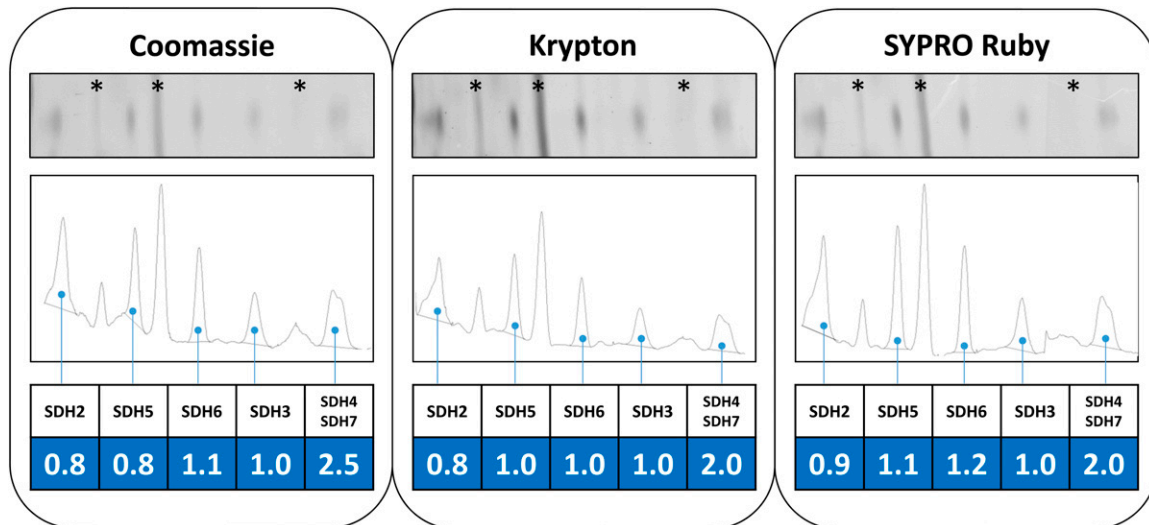 Coomassie
* * *
SDH2 SDH5 SDH6 SDH3 SDH4 SDH7
0.8 0.8 1.1 1.0 2.5
Krypton
* * *
SDH2 SDH5 SDH6 SDH3 SDH4 SDH7
0.8 1.0 1.0 1.0 2.0
SYPRO Ruby
* * *
SDH2 SDH5 SDH6 SDH3 SDH4 SDH7
0.9 1.1 1.2 1.0 2.0